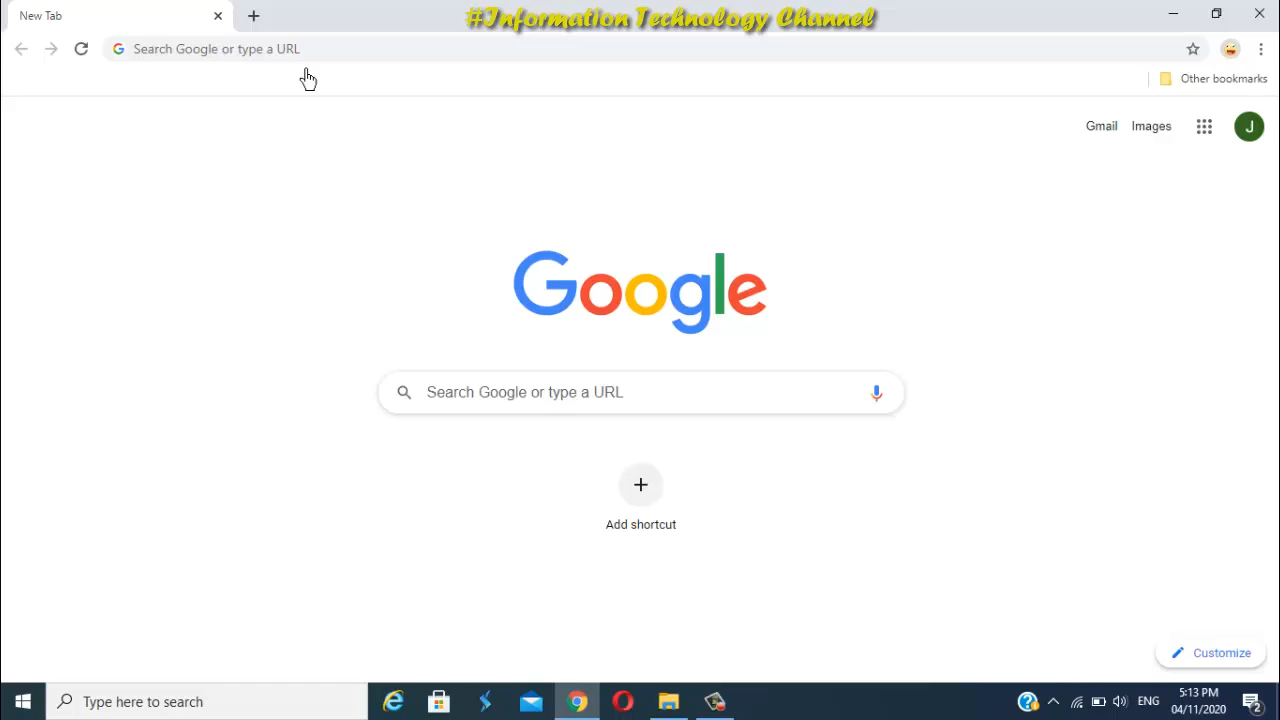 New Tab
#Information Technology Channel
Search Google or type a URL
Other bookmarks
Gmail
Images
J
Google
Search Google or type a URL
Add shortcut
Customize
Type here to search
ENG
5:13 PM
04/11/2020
2